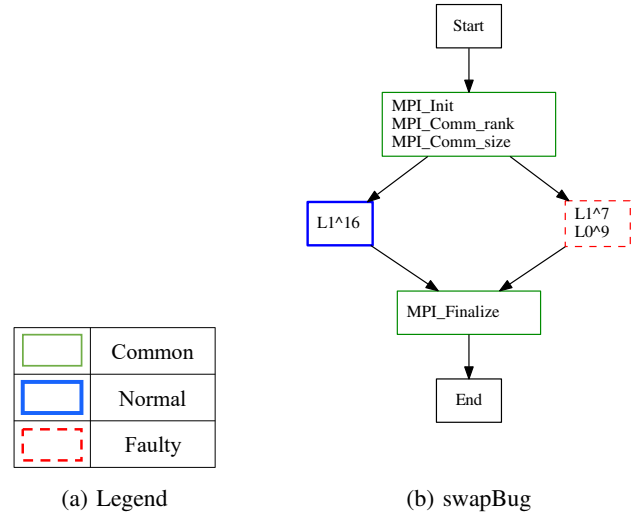 Start
MPI_Init
MPI_Comm_rank
MPI_Comm_size
L1^16
L1^7
L0^9
MPI_Finalize
End
Common
Normal
Faulty
(a) Legend
(b) swapBug